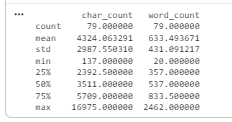 ...
char_count word_count
count 79.000000 79.000000
mean 4324.063291 633.493671
std 2987.550310 431.091217
min 137.000000 20.000000
25% 2392.500000 357.000000
50% 3511.000000 537.000000
75% 5709.000000 833.500000
max 16975.000000 2462.000000